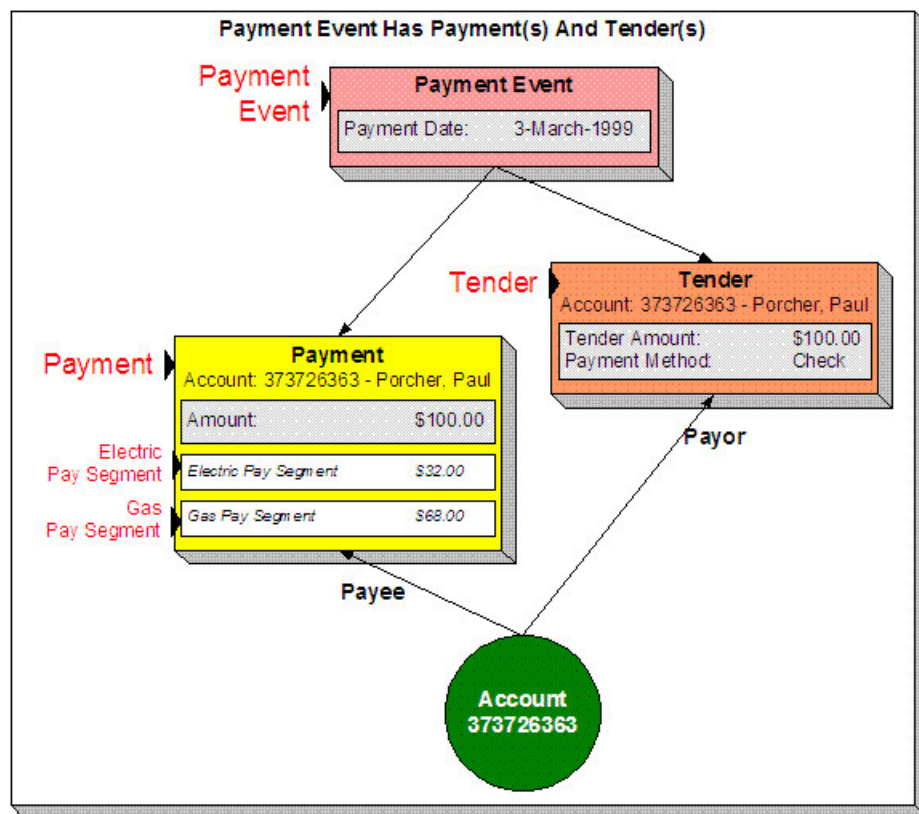 Payment Event Has Payment(s) And Tender(s)
Payment
Event
Payment Event
Payment Date: 3-March-1999
Tender
Tender
Account: 373726363 - Porcher, Paul
Tender Amount: $100.00
Payment Method: Check
Payment
Payment
Account: 373726363 - Porcher, Paul
Amount: $100.00
Electric
Pay Segment
Electric Pay Segment $32.00
Gas
Pay Segment
Gas Pay Segment $68.00
Payor
Payee
Account
373726363